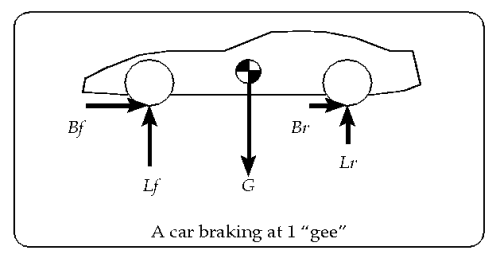 Bf
Br
Lf
G
Lr
A car braking at 1 “gee”